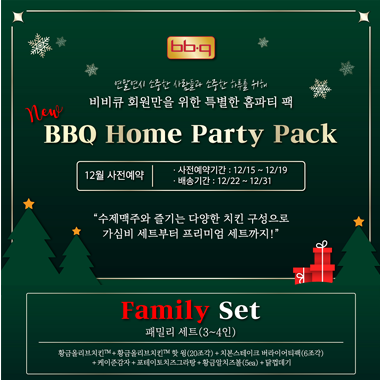 bb.q
연말연시 소중한 사람들과 소중한 하루를 위해
비비큐 회원만을 위한 특별한 홈파티 팩
New
BBQ Home Party Pack
12월 사전예약
· 사전예약기간 : 12/15 ~ 12/19
· 배송기간 : 12/22 ~ 12/31
“수제맥주와 즐기는 다양한 치킨 구성으로
가심비 세트부터 프리미엄 세트까지!”
Family Set
패밀리 세트(3~4인)
황금올리브치킨™ + 황금올리브치킨™ 핫 윙(20조각) + 치본스테이크 버라이어티팩(6조각)
+ 케이준감자 + 포테이토치즈그라탕 + 황금알치즈볼(5ea) + 닭껍데기